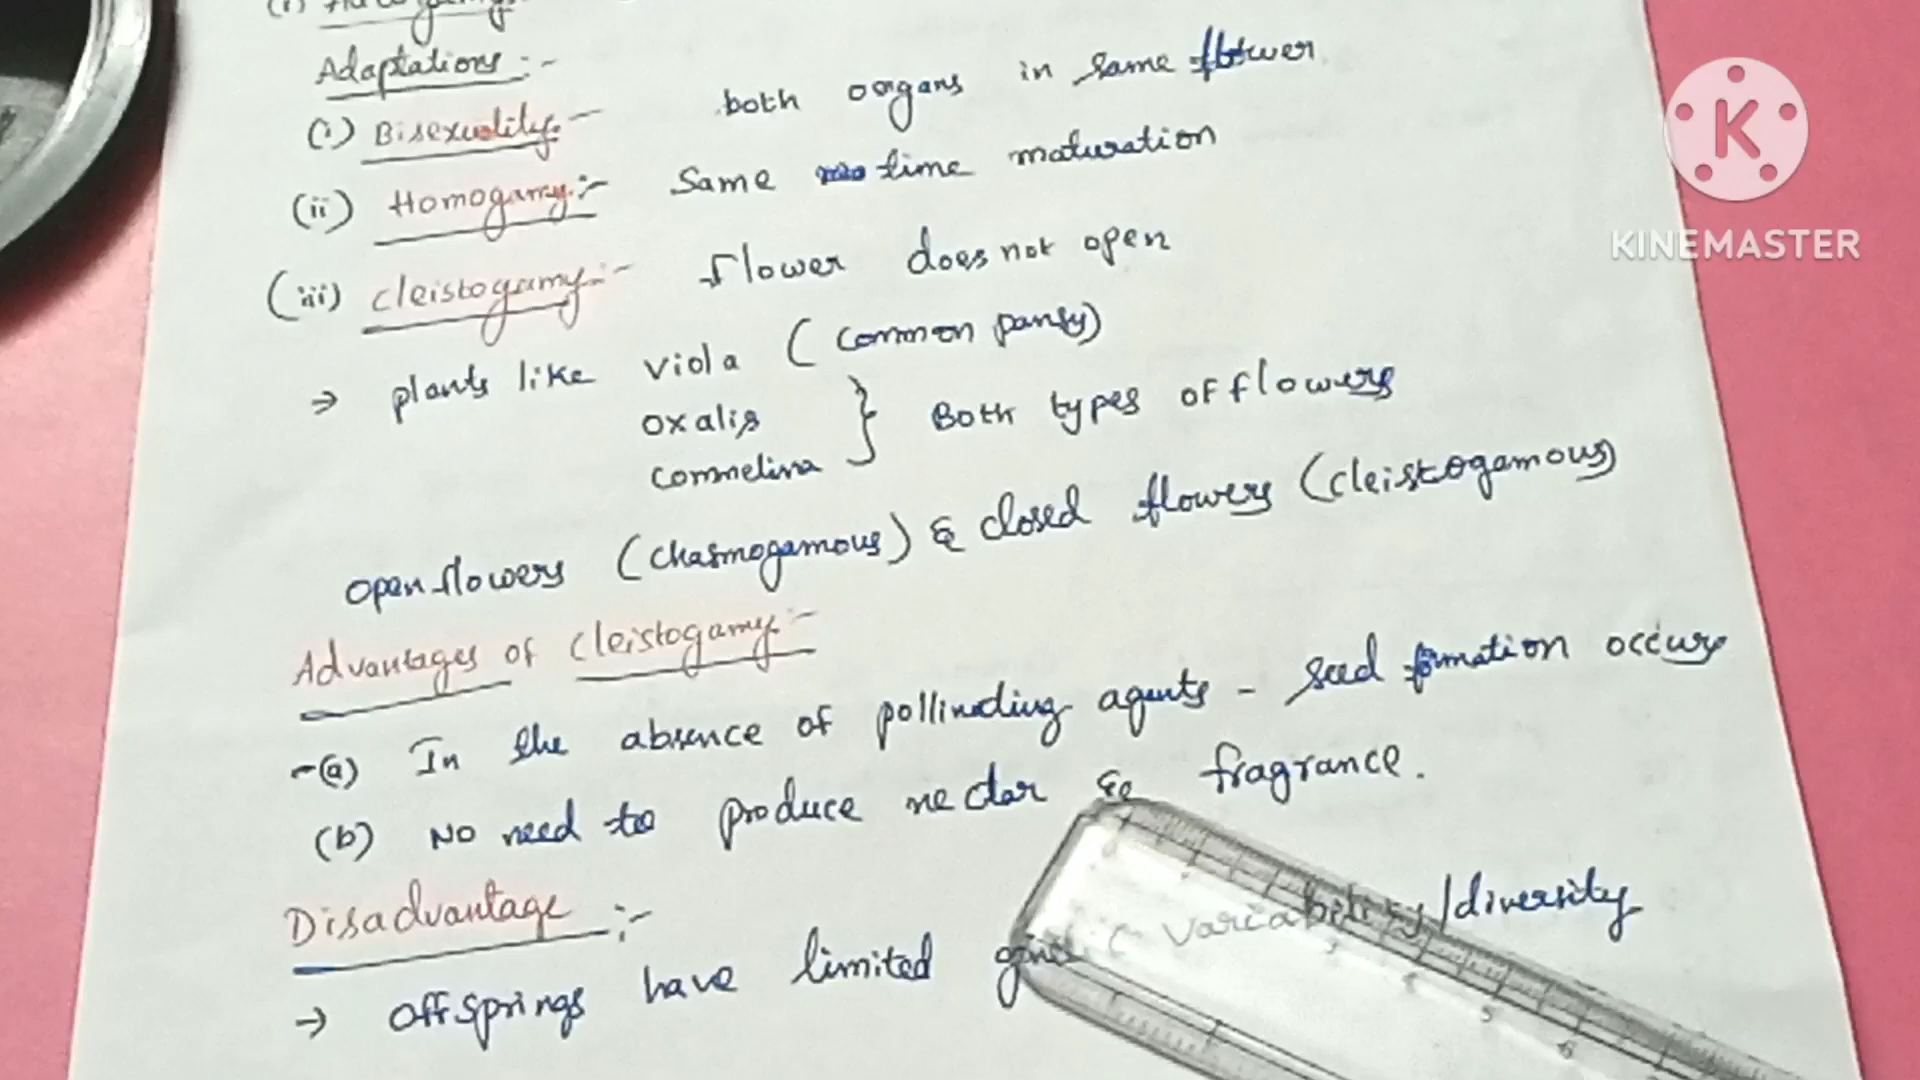 Adaptations :-
(i) Bisexuality:- both organs in same flower
(ii) Homogamy:- Same time maturation
(iii) cleistogamy:- flower does not open
→ plants like viola (common pansy)
oxalis
commelina } Both types of flowers
open flowers (chasmogamous) & closed flowers (cleistogamous)
Advantages of cleistogamy:-
-(a) In the absence of pollinating agents - seed formation occurs
(b) NO need to produce nectar & fragrance.
Disadvantage :-
→ offsprings have limited variability/diversity
K
KINEMASTER